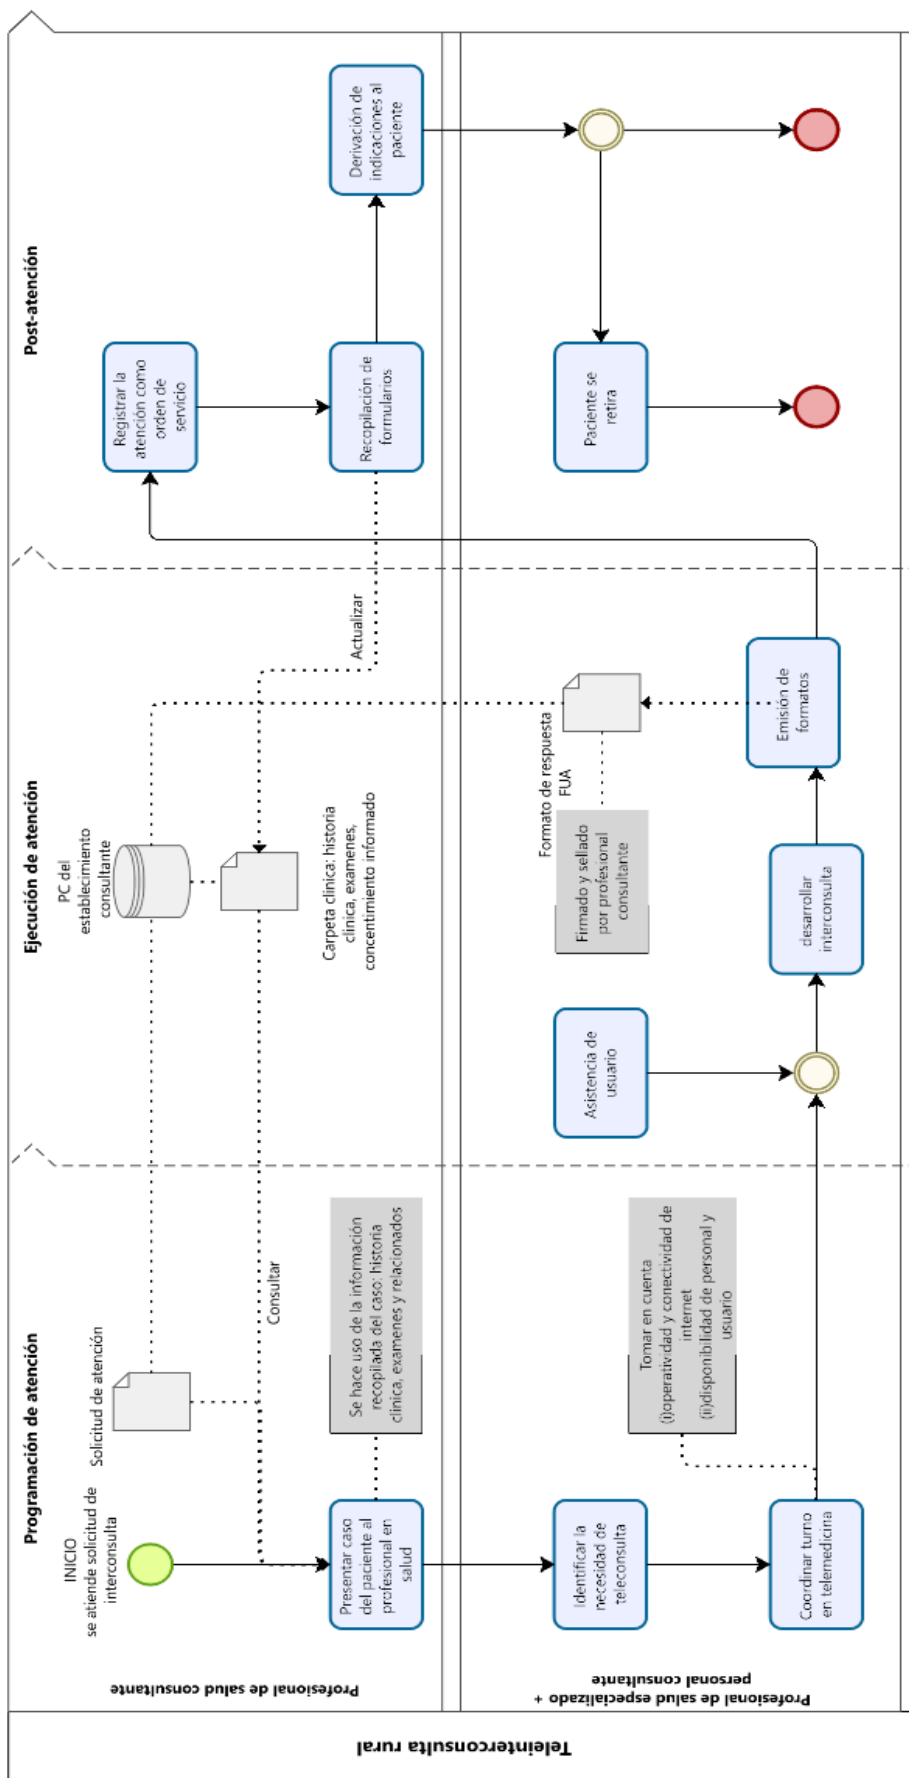 Teleinterconsulta rural
Profesional de salud consultante
Profesional de salud especializado +
personal consultante
Programación de atención
Ejecución de atención
Post-atención
INICIO
se atiende solicitud de
interconsulta
Solicitud de atención
Presentar caso
del paciente al
profesional en
salud
Se hace uso de la información
recopilada del caso: historia
clinica, examenes y relacionados
Consultar
PC del
establecimiento
consultante
Carpeta clinica: historia
clinica, examenes,
concentimiento informado
Actualizar
Registrar la
atención como
orden de
servicio
Recopilación de
formularios
Derivación de
indicaciones al
paciente
Identificar la
necesidad de
teleconsulta
Coordinar turno
en telemedicina
Tomar en cuenta
(i)operatividad y conectividad de
internet
(ii)disponibilidad de personal y
usuario
Asistencia de
usuario
desarrollar
interconsulta
Firmado y sellado
por profesional
consultante
Formato de respuesta
FUA
Emisión de
formatos
Paciente se
retira